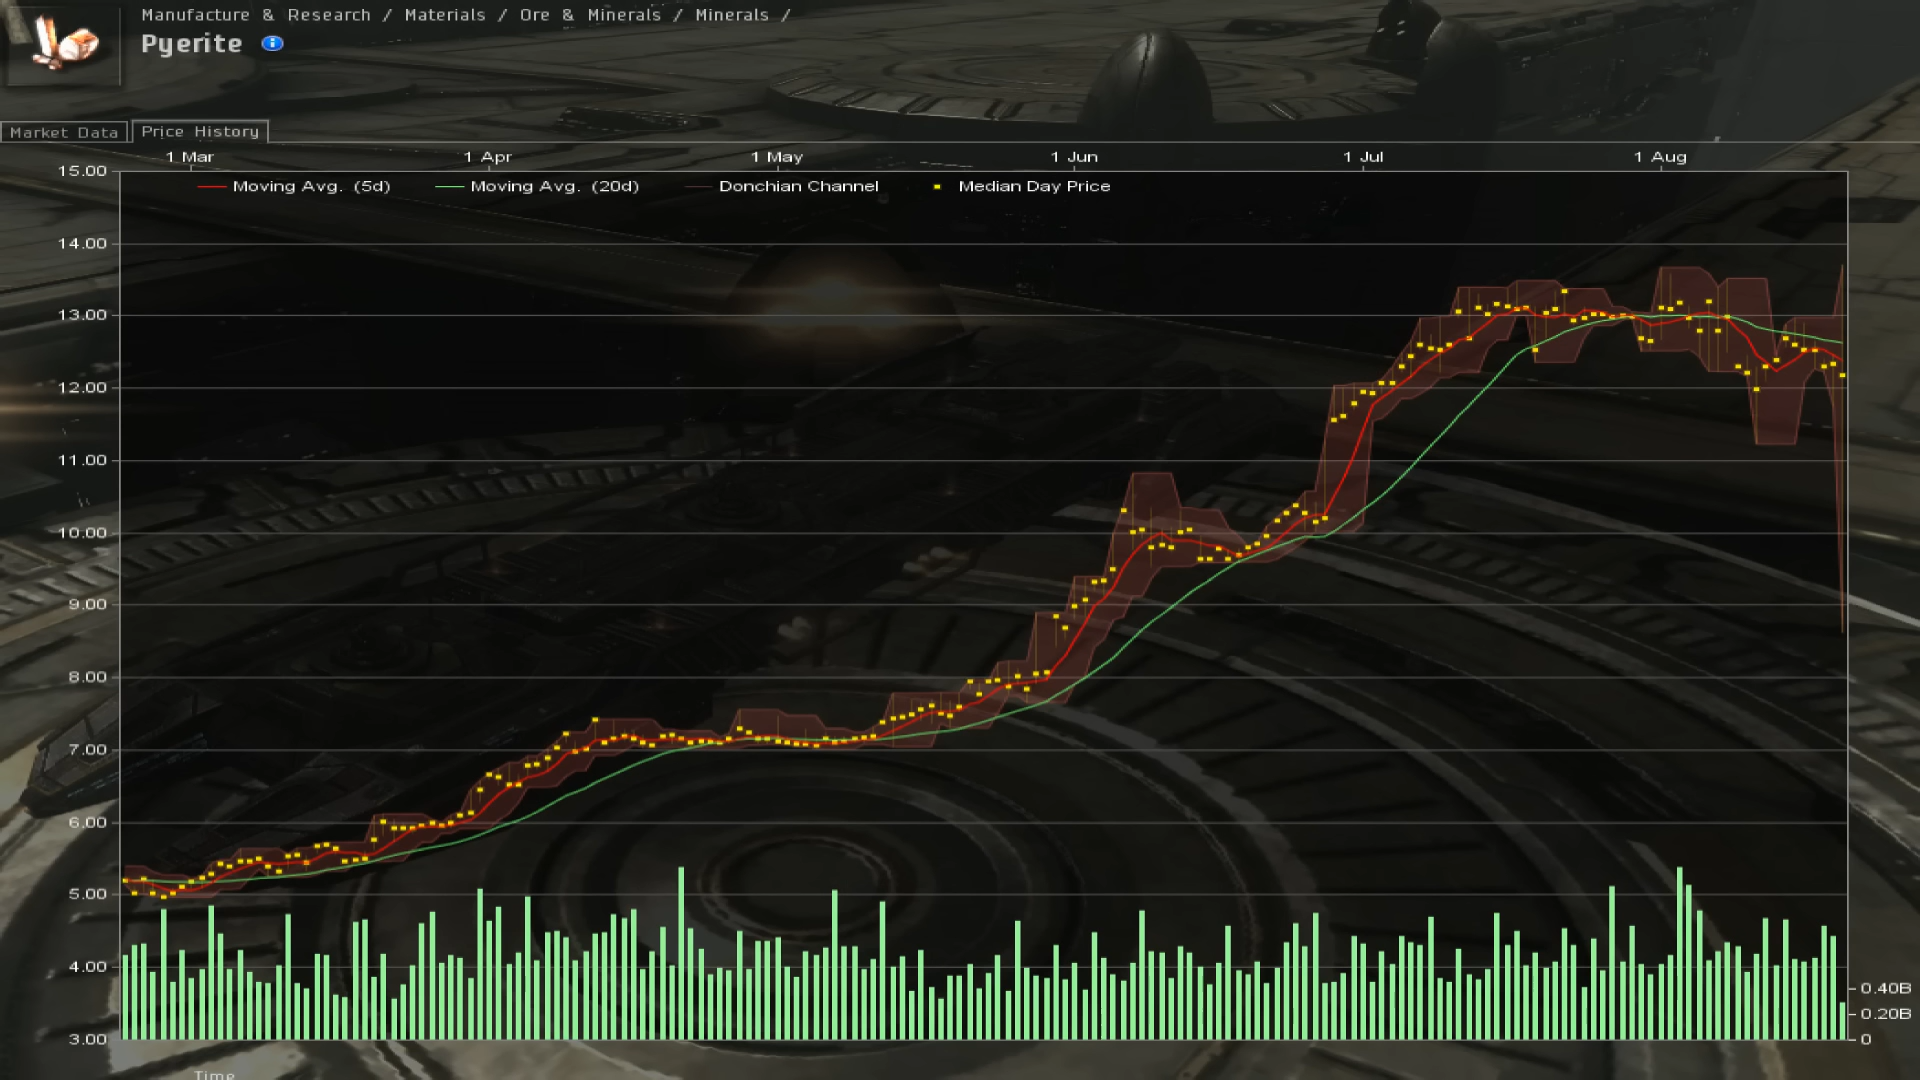 Manufacture & Research / Materials / Ore & Minerals / Minerals /
Pyerite
Market Data Price History
1 Mar 1 Apr 1 May 1 Jun 1 Jul 1 Aug
Moving Avg. (5d) Moving Avg. (20d) Donchian Channel Median Day Price
15.00
14.00
13.00
12.00
11.00
10.00
9.00
8.00
7.00
6.00
5.00
4.00
3.00
0.40B
0.20B
0
Time